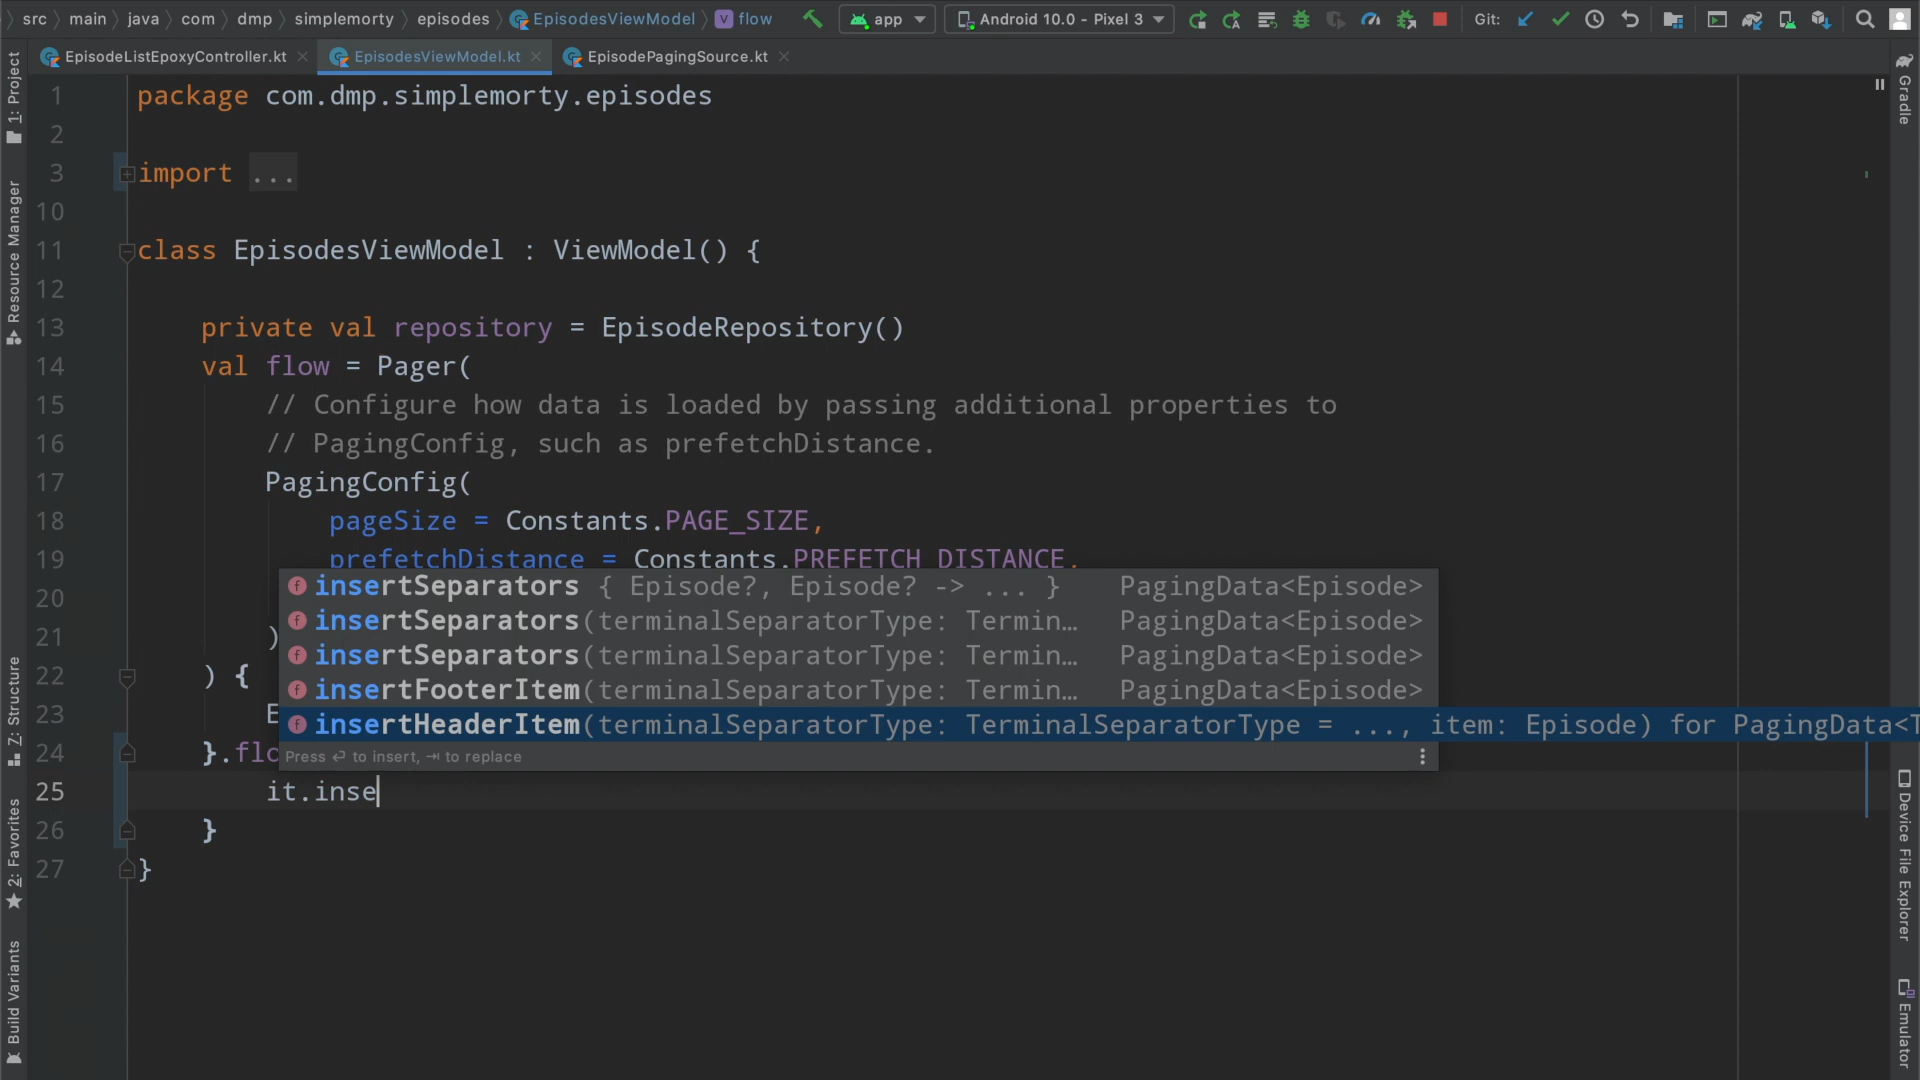 src > main > java > com > dmp > simplemorty > episodes > EpisodesViewModel > flow app Android 10.0 - Pixel 3 Git:
EpisodeListEpoxyController.kt EpisodesViewModel.kt EpisodePagingSource.kt
1: Project
Resource Manager
Z: Structure
2: Favorites
Build Variants
1 package com.dmp.simplemorty.episodes
2
3 import ...
10
11 class EpisodesViewModel : ViewModel() {
12
13 private val repository = EpisodeRepository()
14 val flow = Pager(
15 // Configure how data is loaded by passing additional properties to
16 // PagingConfig, such as prefetchDistance.
17 PagingConfig(
18 pageSize = Constants.PAGE_SIZE,
19 prefetchDistance = Constants.PREFETCH_DISTANCE,
20
21 )
22 ) {
23 E
24 }.flo
25 it.inse
26 }
27 }
insertSeparators { Episode?, Episode? -> ... } PagingData<Episode>
insertSeparators(terminalSeparatorType: Termin… PagingData<Episode>
insertSeparators(terminalSeparatorType: Termin… PagingData<Episode>
insertFooterItem(terminalSeparatorType: Termin… PagingData<Episode>
insertHeaderItem(terminalSeparatorType: TerminalSeparatorType = ..., item: Episode) for PagingData<T
Press ↩ to insert, ⇥ to replace
Gradle
Device File Explorer
Emulator